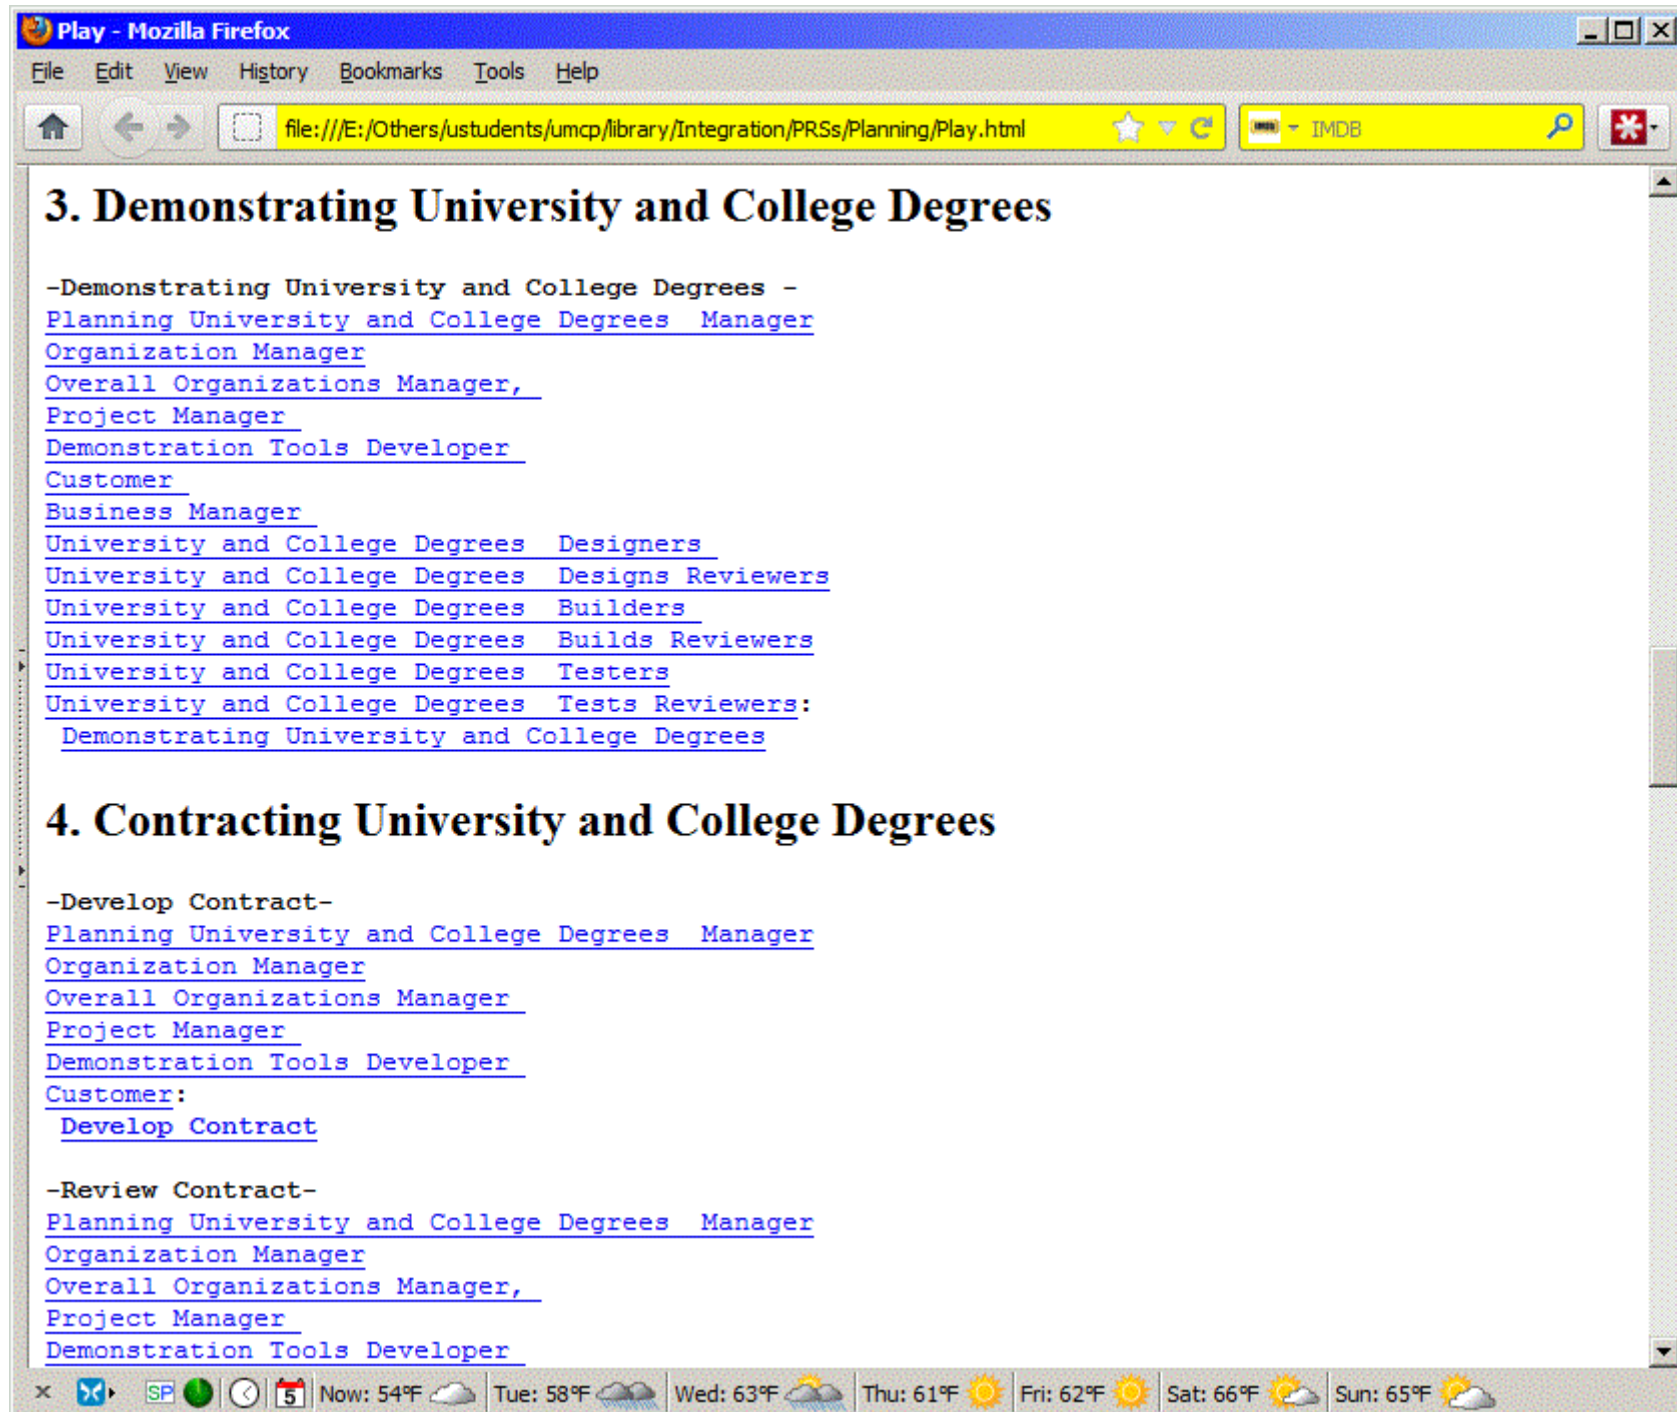 Play - Mozilla Firefox
File Edit View History Bookmarks Tools Help
file:///E:/Others/ustudents/umcp/library/Integration/PRSs/Planning/Play.html IMDB
3. Demonstrating University and College Degrees
-Demonstrating University and College Degrees -
Planning University and College Degrees  Manager
Organization Manager
Overall Organizations Manager,
Project Manager
Demonstration Tools Developer
Customer
Business Manager
University and College Degrees  Designers
University and College Degrees  Designs Reviewers
University and College Degrees  Builders
University and College Degrees  Builds Reviewers
University and College Degrees  Testers
University and College Degrees  Tests Reviewers:
Demonstrating University and College Degrees
4. Contracting University and College Degrees
-Develop Contract-
Planning University and College Degrees  Manager
Organization Manager
Overall Organizations Manager
Project Manager
Demonstration Tools Developer
Customer:
Develop Contract
-Review Contract-
Planning University and College Degrees  Manager
Organization Manager
Overall Organizations Manager,
Project Manager
Demonstration Tools Developer
SP 5 Now: 54°F Tue: 58°F Wed: 63°F Thu: 61°F Fri: 62°F Sat: 66°F Sun: 65°F